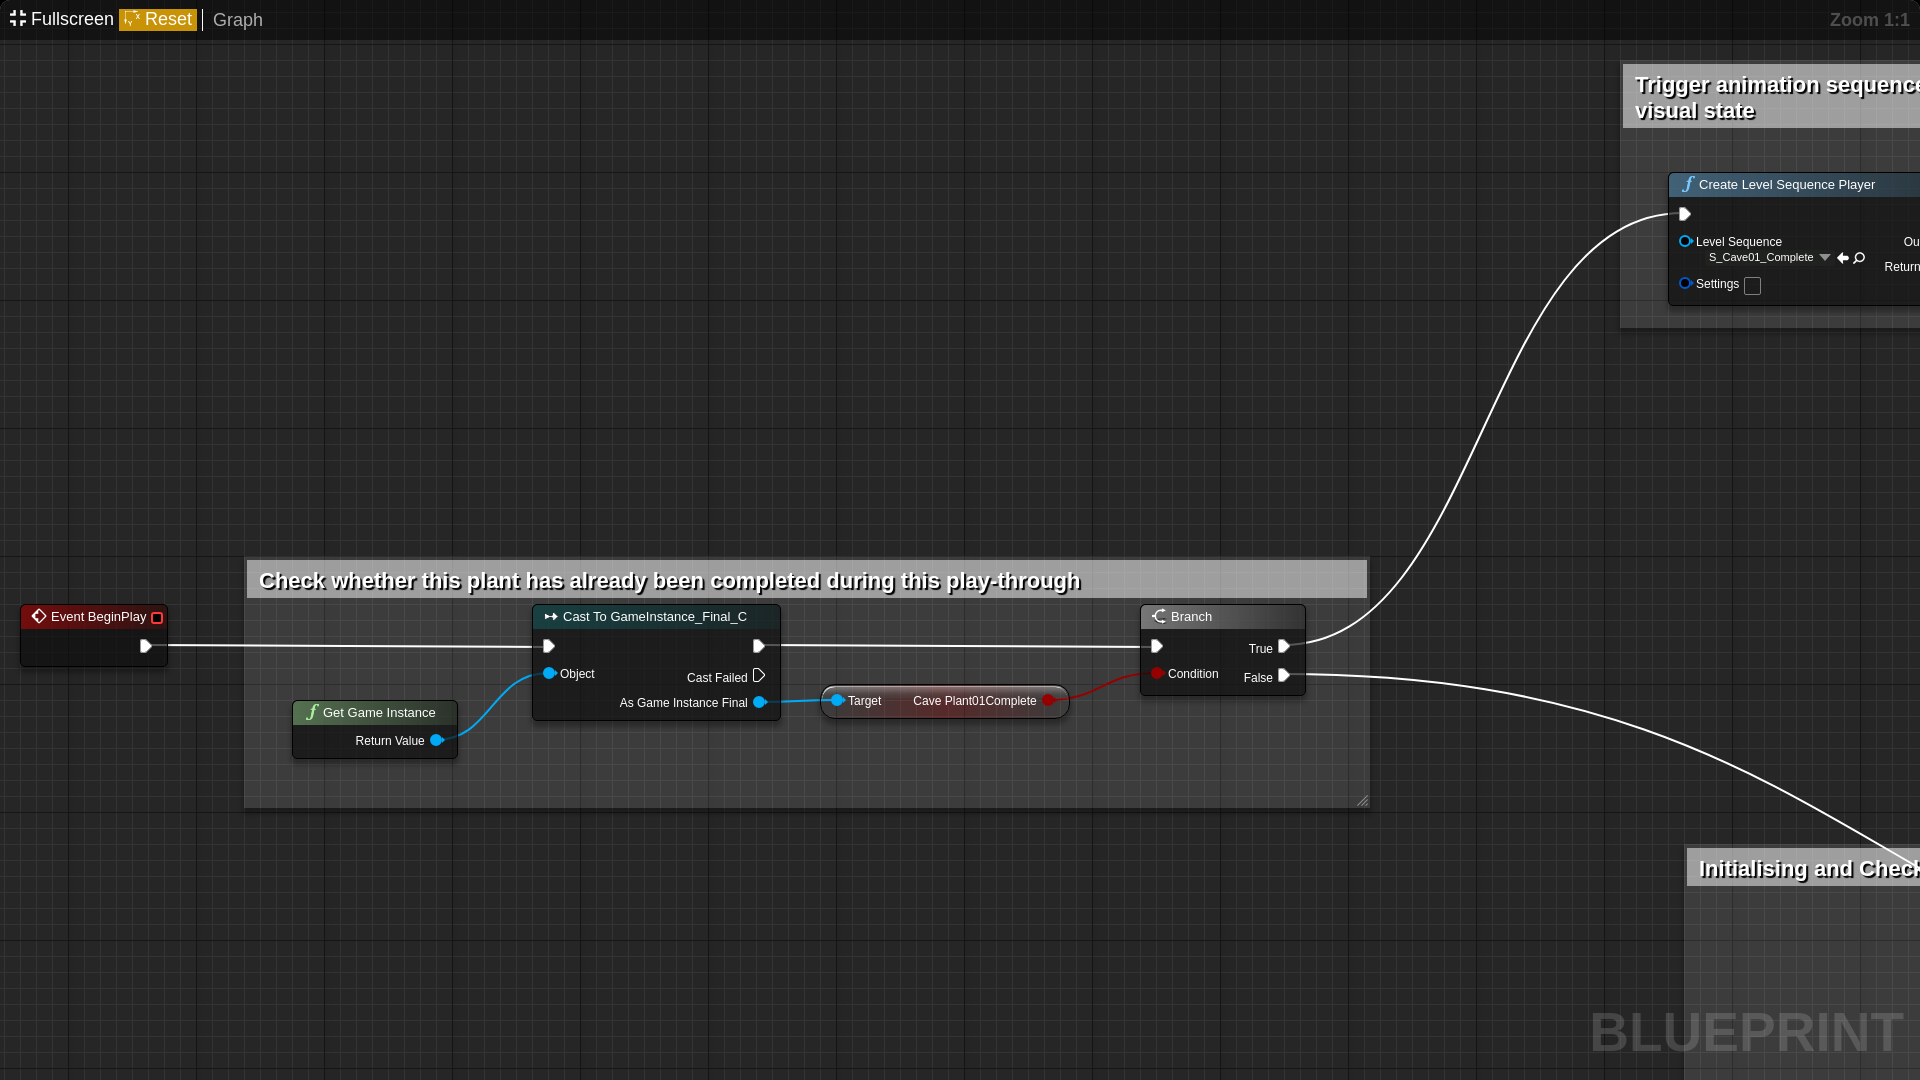 Fullscreen Reset Graph Zoom 1:1
Trigger animation sequence
visual state
Create Level Sequence Player
Level Sequence Ou
S_Cave01_Complete
Return
Settings
Check whether this plant has already been completed during this play-through
Event BeginPlay
Cast To GameInstance_Final_C
Branch
True
Object
Cast Failed
Condition
False
As Game Instance Final
Target Cave Plant01Complete
Get Game Instance
Return Value
Initialising and Check
BLUEPRINT